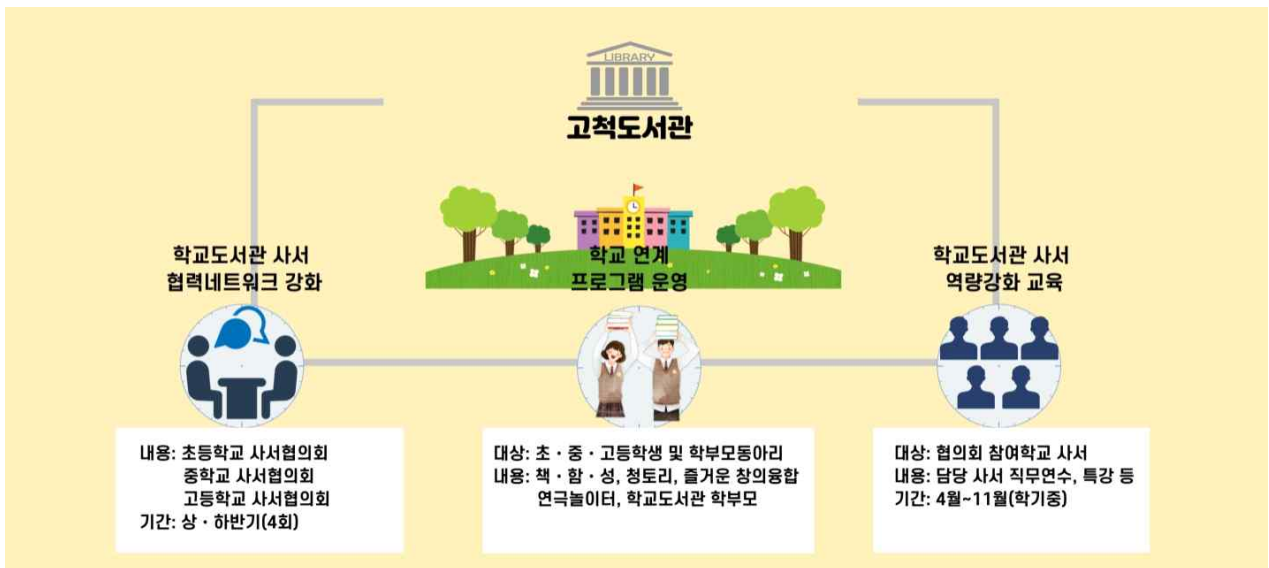 LIBRARY
고척도서관
학교도서관 사서
협력네트워크 강화
내용: 초등학교 사서협의회
중학교 사서협의회
고등학교 사서협의회
기간: 상・하반기(4회)
학교 연계
프로그램 운영
대상: 초・중・고등학생 및 학부모동아리
내용: 책・함・성, 청토리, 즐거운 창의융합
연극놀이터, 학교도서관 학부모
학교도서관 사서
역량강화 교육
대상: 협의회 참여학교 사서
내용: 담당 사서 직무연수, 특강 등
기간: 4월~11월(학기중)